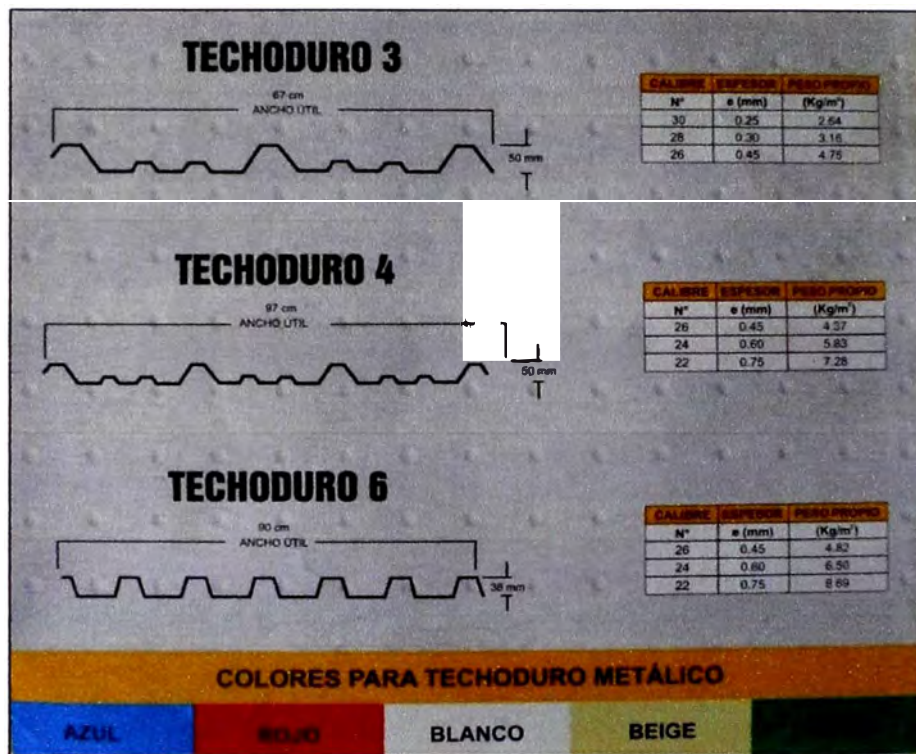 TECHODURO 3
67 cm
ANCHO ÚTIL
50 mm
CALIBRE ESPESOR PESO PROPIO
N° e (mm) (Kg/m²)
30 0.25 2.64
28 0.30 3.16
26 0.45 4.75
TECHODURO 4
97 cm
ANCHO ÚTIL
50 mm
CALIBRE ESPESOR PESO PROPIO
N° e (mm) (Kg/m²)
26 0.45 4.37
24 0.60 5.83
22 0.75 7.28
TECHODURO 6
90 cm
ANCHO ÚTIL
38 mm
CALIBRE ESPESOR PESO PROPIO
N° e (mm) (Kg/m²)
26 0.45 4.82
24 0.60 6.50
22 0.75
COLORES PARA TECHODURO METÁLICO
AZUL ROJO BLANCO BEIGE